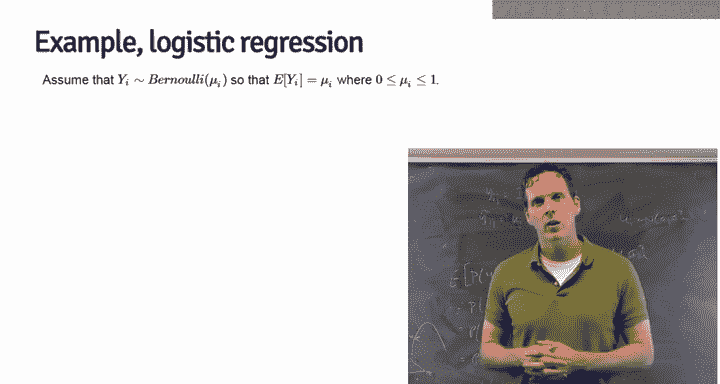 Example, logistic regression
Assume that Yᵢ ∼ Bernoulli(μᵢ) so that E[Yᵢ] = μᵢ where 0 ≤ μᵢ ≤ 1.